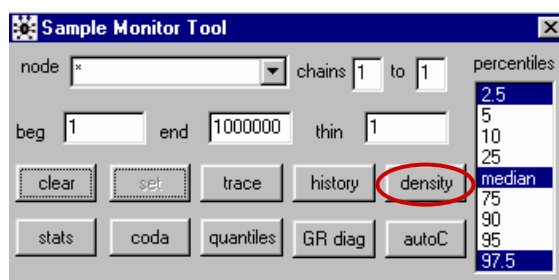 Sample Monitor Tool
node * chains 1 to 1 percentiles
beg 1 end 1000000 thin 1
2.5
5
10
25
median
75
90
95
97.5
clear set trace history density
stats coda quantiles GR diag autoC